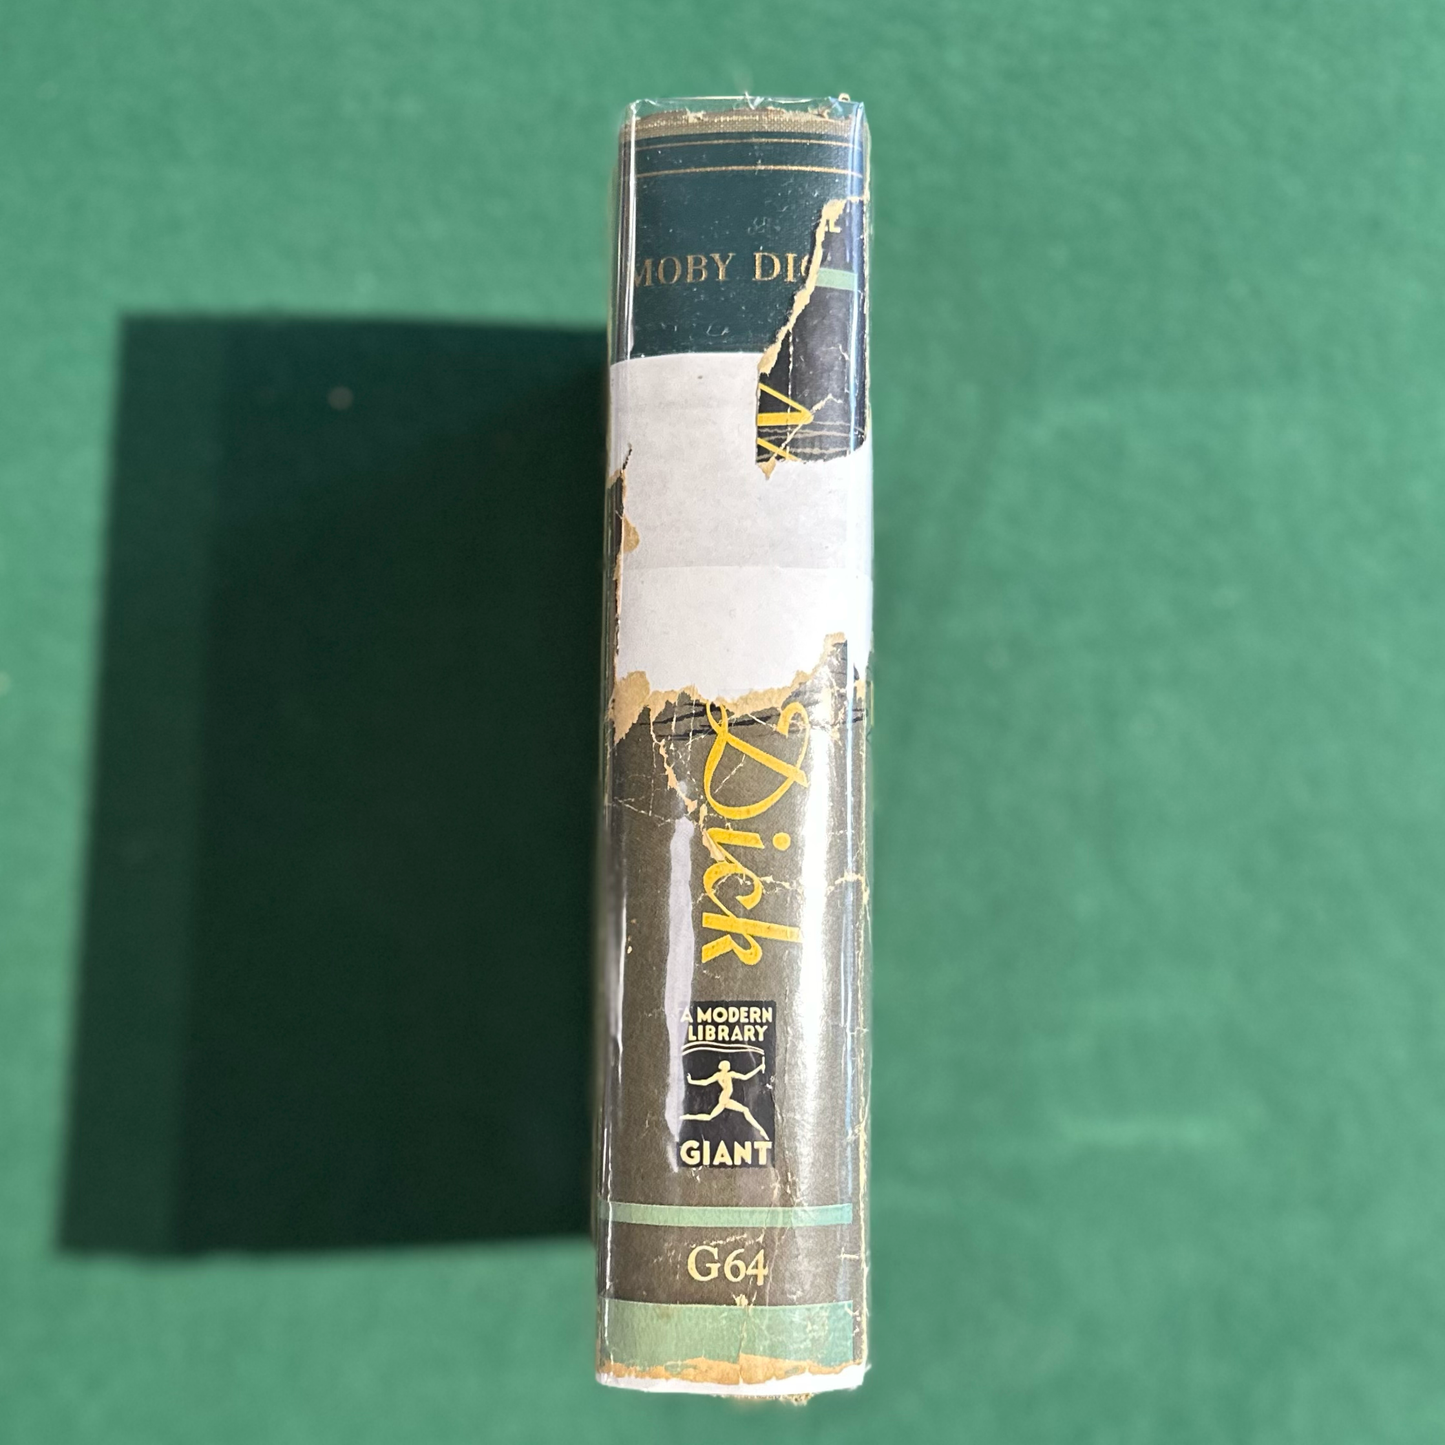 MOBY DIC
Dick
A MODERN
LIBRARY
GIANT
G64